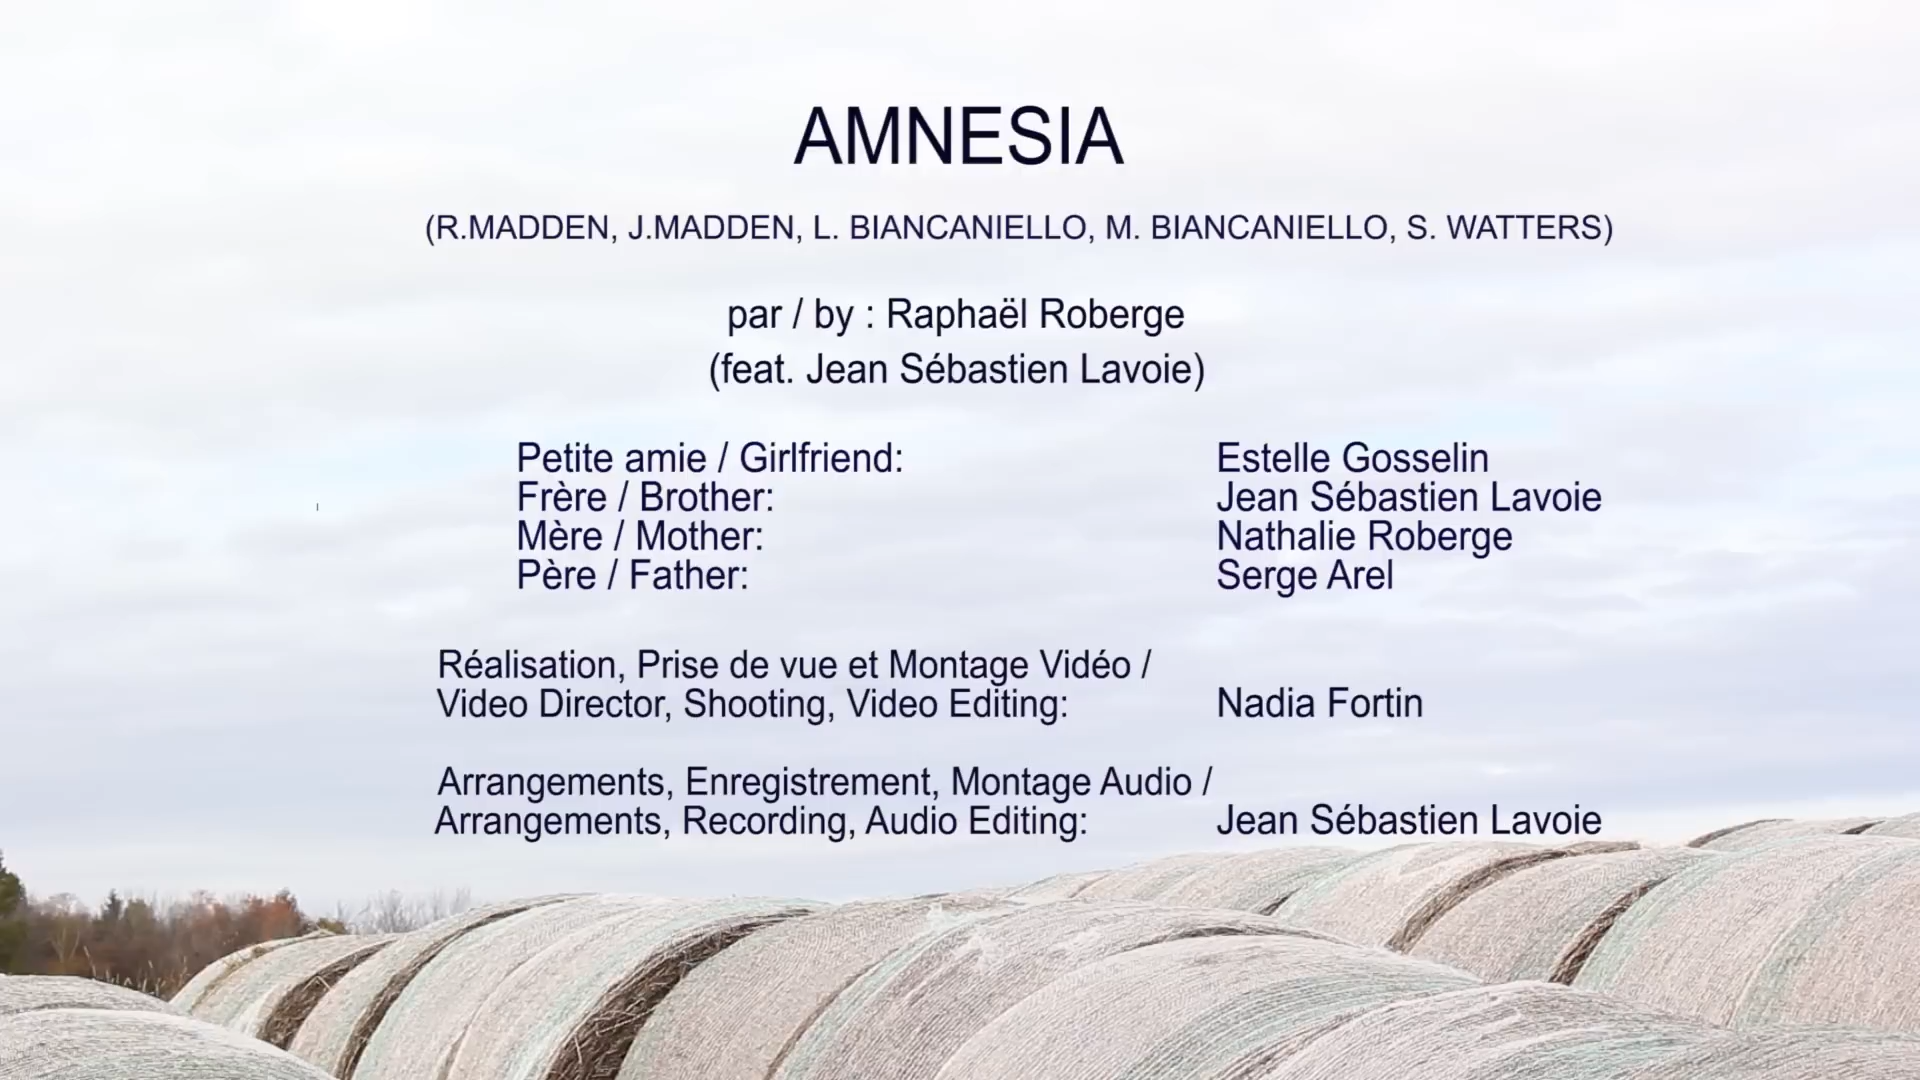 AMNESIA
(R.MADDEN, J.MADDEN, L. BIANCANIELLO, M. BIANCANIELLO, S. WATTERS)
par / by : Raphaël Roberge
(feat. Jean Sébastien Lavoie)
Petite amie / Girlfriend: Estelle Gosselin
Frère / Brother: Jean Sébastien Lavoie
Mère / Mother: Nathalie Roberge
Père / Father: Serge Arel
Réalisation, Prise de vue et Montage Vidéo /
Video Director, Shooting, Video Editing: Nadia Fortin
Arrangements, Enregistrement, Montage Audio /
Arrangements, Recording, Audio Editing: Jean Sébastien Lavoie